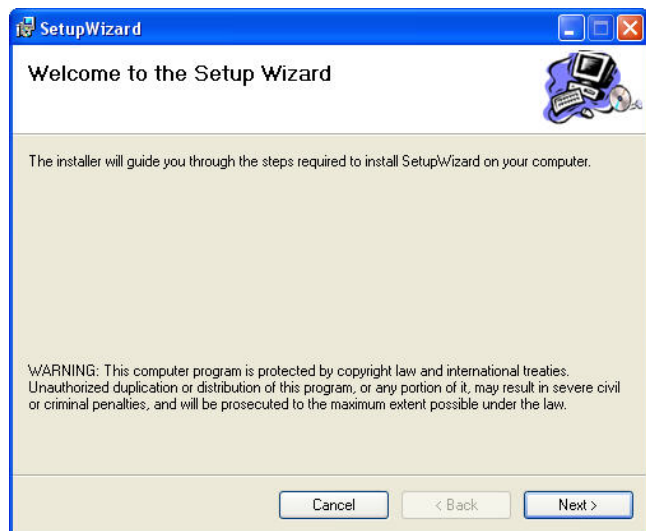 SetupWizard
Welcome to the Setup Wizard
The installer will guide you through the steps required to install SetupWizard on your computer.
WARNING: This computer program is protected by copyright law and international treaties.
Unauthorized duplication or distribution of this program, or any portion of it, may result in severe civil
or criminal penalties, and will be prosecuted to the maximum extent possible under the law.
Cancel < Back Next >